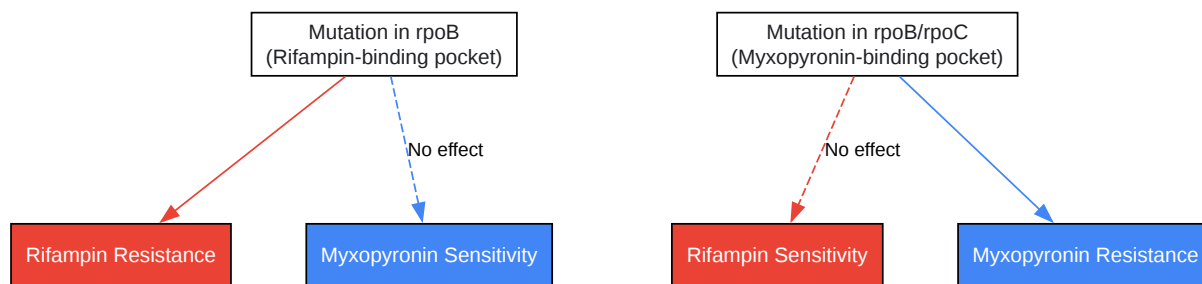 Mutation in rpoB
(Rifampin-binding pocket)
Mutation in rpoB/rpoC
(Myxopyronin-binding pocket)
No effect
No effect
Rifampin Resistance
Myxopyronin Sensitivity
Rifampin Sensitivity
Myxopyronin Resistance